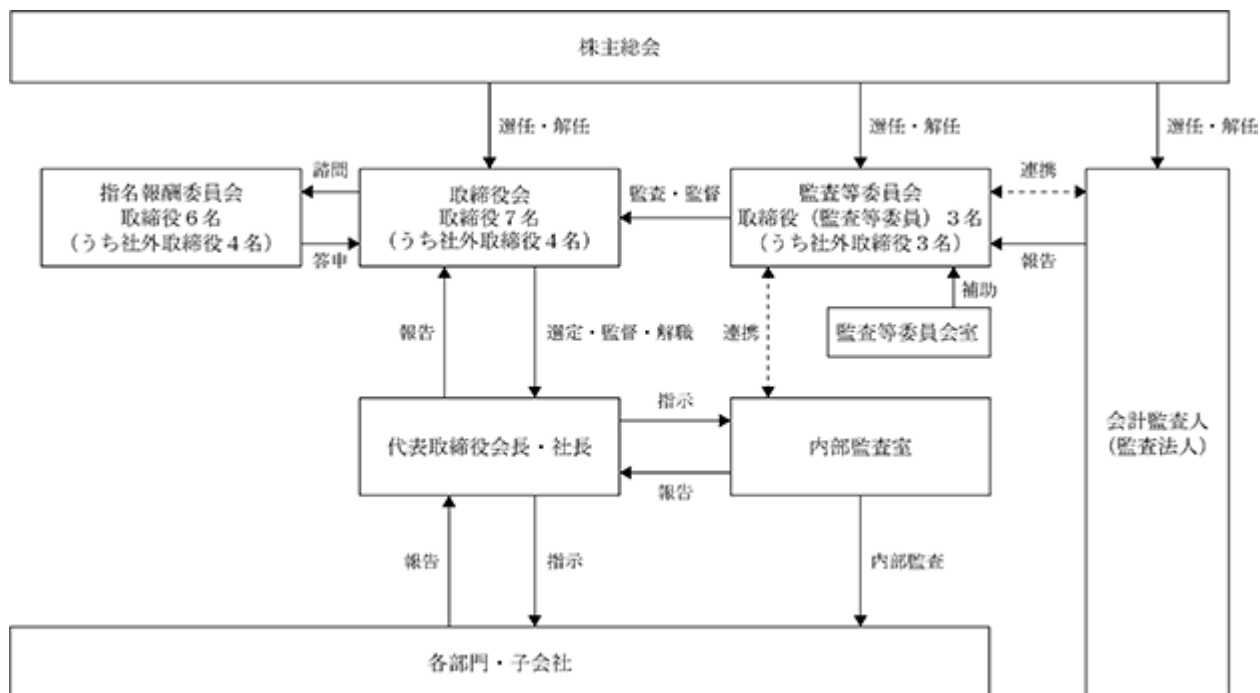 株主総会
選任・解任
選任・解任
選任・解任
諮問
連携
指名報酬委員会
取締役6名
(うち社外取締役4名)
取締役会
取締役7名
(うち社外取締役4名)
監査・監督
監査等委員会
取締役(監査等委員)3名
(うち社外取締役3名)
答申
報告
補助
監査等委員会室
報告
選定・監督・解職
連携
代表取締役会長・社長
指示
報告
内部監査室
会計監査人
(監査法人)
報告
指示
内部監査
各部門・子会社